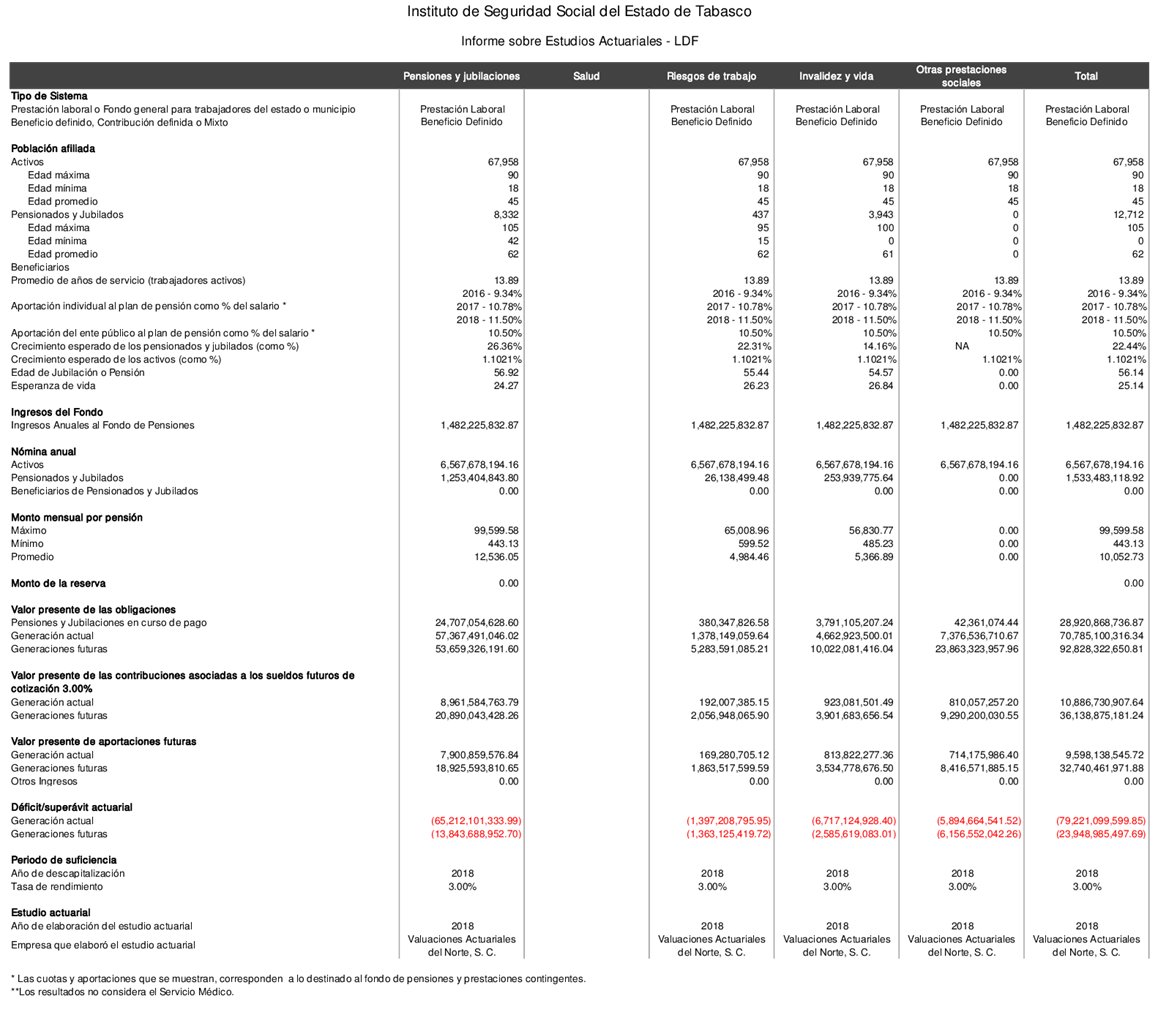 Instituto de Seguridad Social del Estado de Tabasco
Informe sobre Estudios Actuariales - LDF
Pensiones y jubilaciones Salud Riesgos de trabajo Invalidez y vida Otras prestaciones sociales Total
Tipo de Sistema
Prestación laboral o Fondo general para trabajadores del estado o municipio Prestación Laboral Prestación Laboral Prestación Laboral Prestación Laboral Prestación Laboral
Beneficio definido, Contribución definida o Mixto Beneficio Definido Beneficio Definido Beneficio Definido Beneficio Definido Beneficio Definido
Población afiliada
Activos 67,958 67,958 67,958 67,958 67,958
Edad máxima 90 90 90 90 90
Edad mínima 18 18 18 18 18
Edad promedio 45 45 45 45 45
Pensionados y Jubilados 8,332 437 3,943 0 12,712
Edad máxima 105 95 100 0 105
Edad mínima 42 15 0 0 0
Edad promedio 62 62 61 0 62
Beneficiarios
Promedio de años de servicio (trabajadores activos) 13.89 13.89 13.89 13.89 13.89
2016 - 9.34% 2016 - 9.34% 2016 - 9.34% 2016 - 9.34% 2016 - 9.34%
Aportación individual al plan de pensión como % del salario * 2017 - 10.78% 2017 - 10.78% 2017 - 10.78% 2017 - 10.78% 2017 - 10.78%
2018 - 11.50% 2018 - 11.50% 2018 - 11.50% 2018 - 11.50% 2018 - 11.50%
Aportación del ente público al plan de pensión como % del salario * 10.50% 10.50% 10.50% 10.50% 10.50%
Crecimiento esperado de los pensionados y jubilados (como %) 26.36% 22.31% 14.16% NA 22.44%
Crecimiento esperado de los activos (como %) 1.1021% 1.1021% 1.1021% 1.1021% 1.1021%
Edad de Jubilación o Pensión 56.92 55.44 54.57 0.00 56.14
Esperanza de vida 24.27 26.23 26.84 0.00 25.14
Ingresos del Fondo
Ingresos Anuales al Fondo de Pensiones 1,482,225,832.87 1,482,225,832.87 1,482,225,832.87 1,482,225,832.87 1,482,225,832.87
Nómina anual
Activos 6,567,678,194.16 6,567,678,194.16 6,567,678,194.16 6,567,678,194.16 6,567,678,194.16
Pensionados y Jubilados 1,253,404,843.80 26,138,499.48 253,939,775.64 0.00 1,533,483,118.92
Beneficiarios de Pensionados y Jubilados 0.00 0.00 0.00 0.00 0.00
Monto mensual por pensión
Máximo 99,599.58 65,008.96 56,830.77 0.00 99,599.58
Mínimo 443.13 599.52 485.23 0.00 443.13
Promedio 12,536.05 4,984.46 5,366.89 0.00 10,052.73
Monto de la reserva 0.00 0.00
Valor presente de las obligaciones
Pensiones y Jubilaciones en curso de pago 24,707,054,628.60 380,347,826.58 3,791,105,207.24 42,361,074.44 28,920,868,736.87
Generación actual 57,367,491,046.02 1,378,149,059.64 4,662,923,500.01 7,376,536,710.67 70,785,100,316.34
Generaciones futuras 53,659,326,191.60 5,283,591,085.21 10,022,081,416.04 23,863,323,957.96 92,828,322,650.81
Valor presente de las contribuciones asociadas a los sueldos futuros de
cotización 3.00%
Generación actual 8,961,584,763.79 192,007,385.15 923,081,501.49 810,057,257.20 10,886,730,907.64
Generaciones futuras 20,890,043,428.26 2,056,948,065.90 3,901,683,656.54 9,290,200,030.55 36,138,875,181.24
Valor presente de aportaciones futuras
Generación actual 7,900,859,576.84 169,280,705.12 813,822,277.36 714,175,986.40 9,598,138,545.72
Generaciones futuras 18,925,593,810.65 1,863,517,599.59 3,534,778,676.50 8,416,571,885.15 32,740,461,971.88
Otros Ingresos 0.00 0.00 0.00 0.00 0.00
Déficit/superávit actuarial
Generación actual (65,212,101,333.99) (1,397,208,795.95) (6,717,124,928.40) (5,894,664,541.52) (79,221,099,599.85)
Generaciones futuras (13,843,688,952.70) (1,363,125,419.72) (2,585,619,083.01) (6,156,552,042.26) (23,948,985,497.69)
Periodo de suficiencia
Año de descapitalización 2018 2018 2018 2018 2018
Tasa de rendimiento 3.00% 3.00% 3.00% 3.00% 3.00%
Estudio actuarial
Año de elaboración del estudio actuarial 2018 2018 2018 2018 2018
Empresa que elaboró el estudio actuarial Valuaciones Actuariales Valuaciones Actuariales Valuaciones Actuariales Valuaciones Actuariales Valuaciones Actuariales
del Norte, S. C. del Norte, S. C. del Norte, S. C. del Norte, S. C. del Norte, S. C.
* Las cuotas y aportaciones que se muestran, corresponden a lo destinado al fondo de pensiones y prestaciones contingentes.
**Los resultados no considera el Servicio Médico.